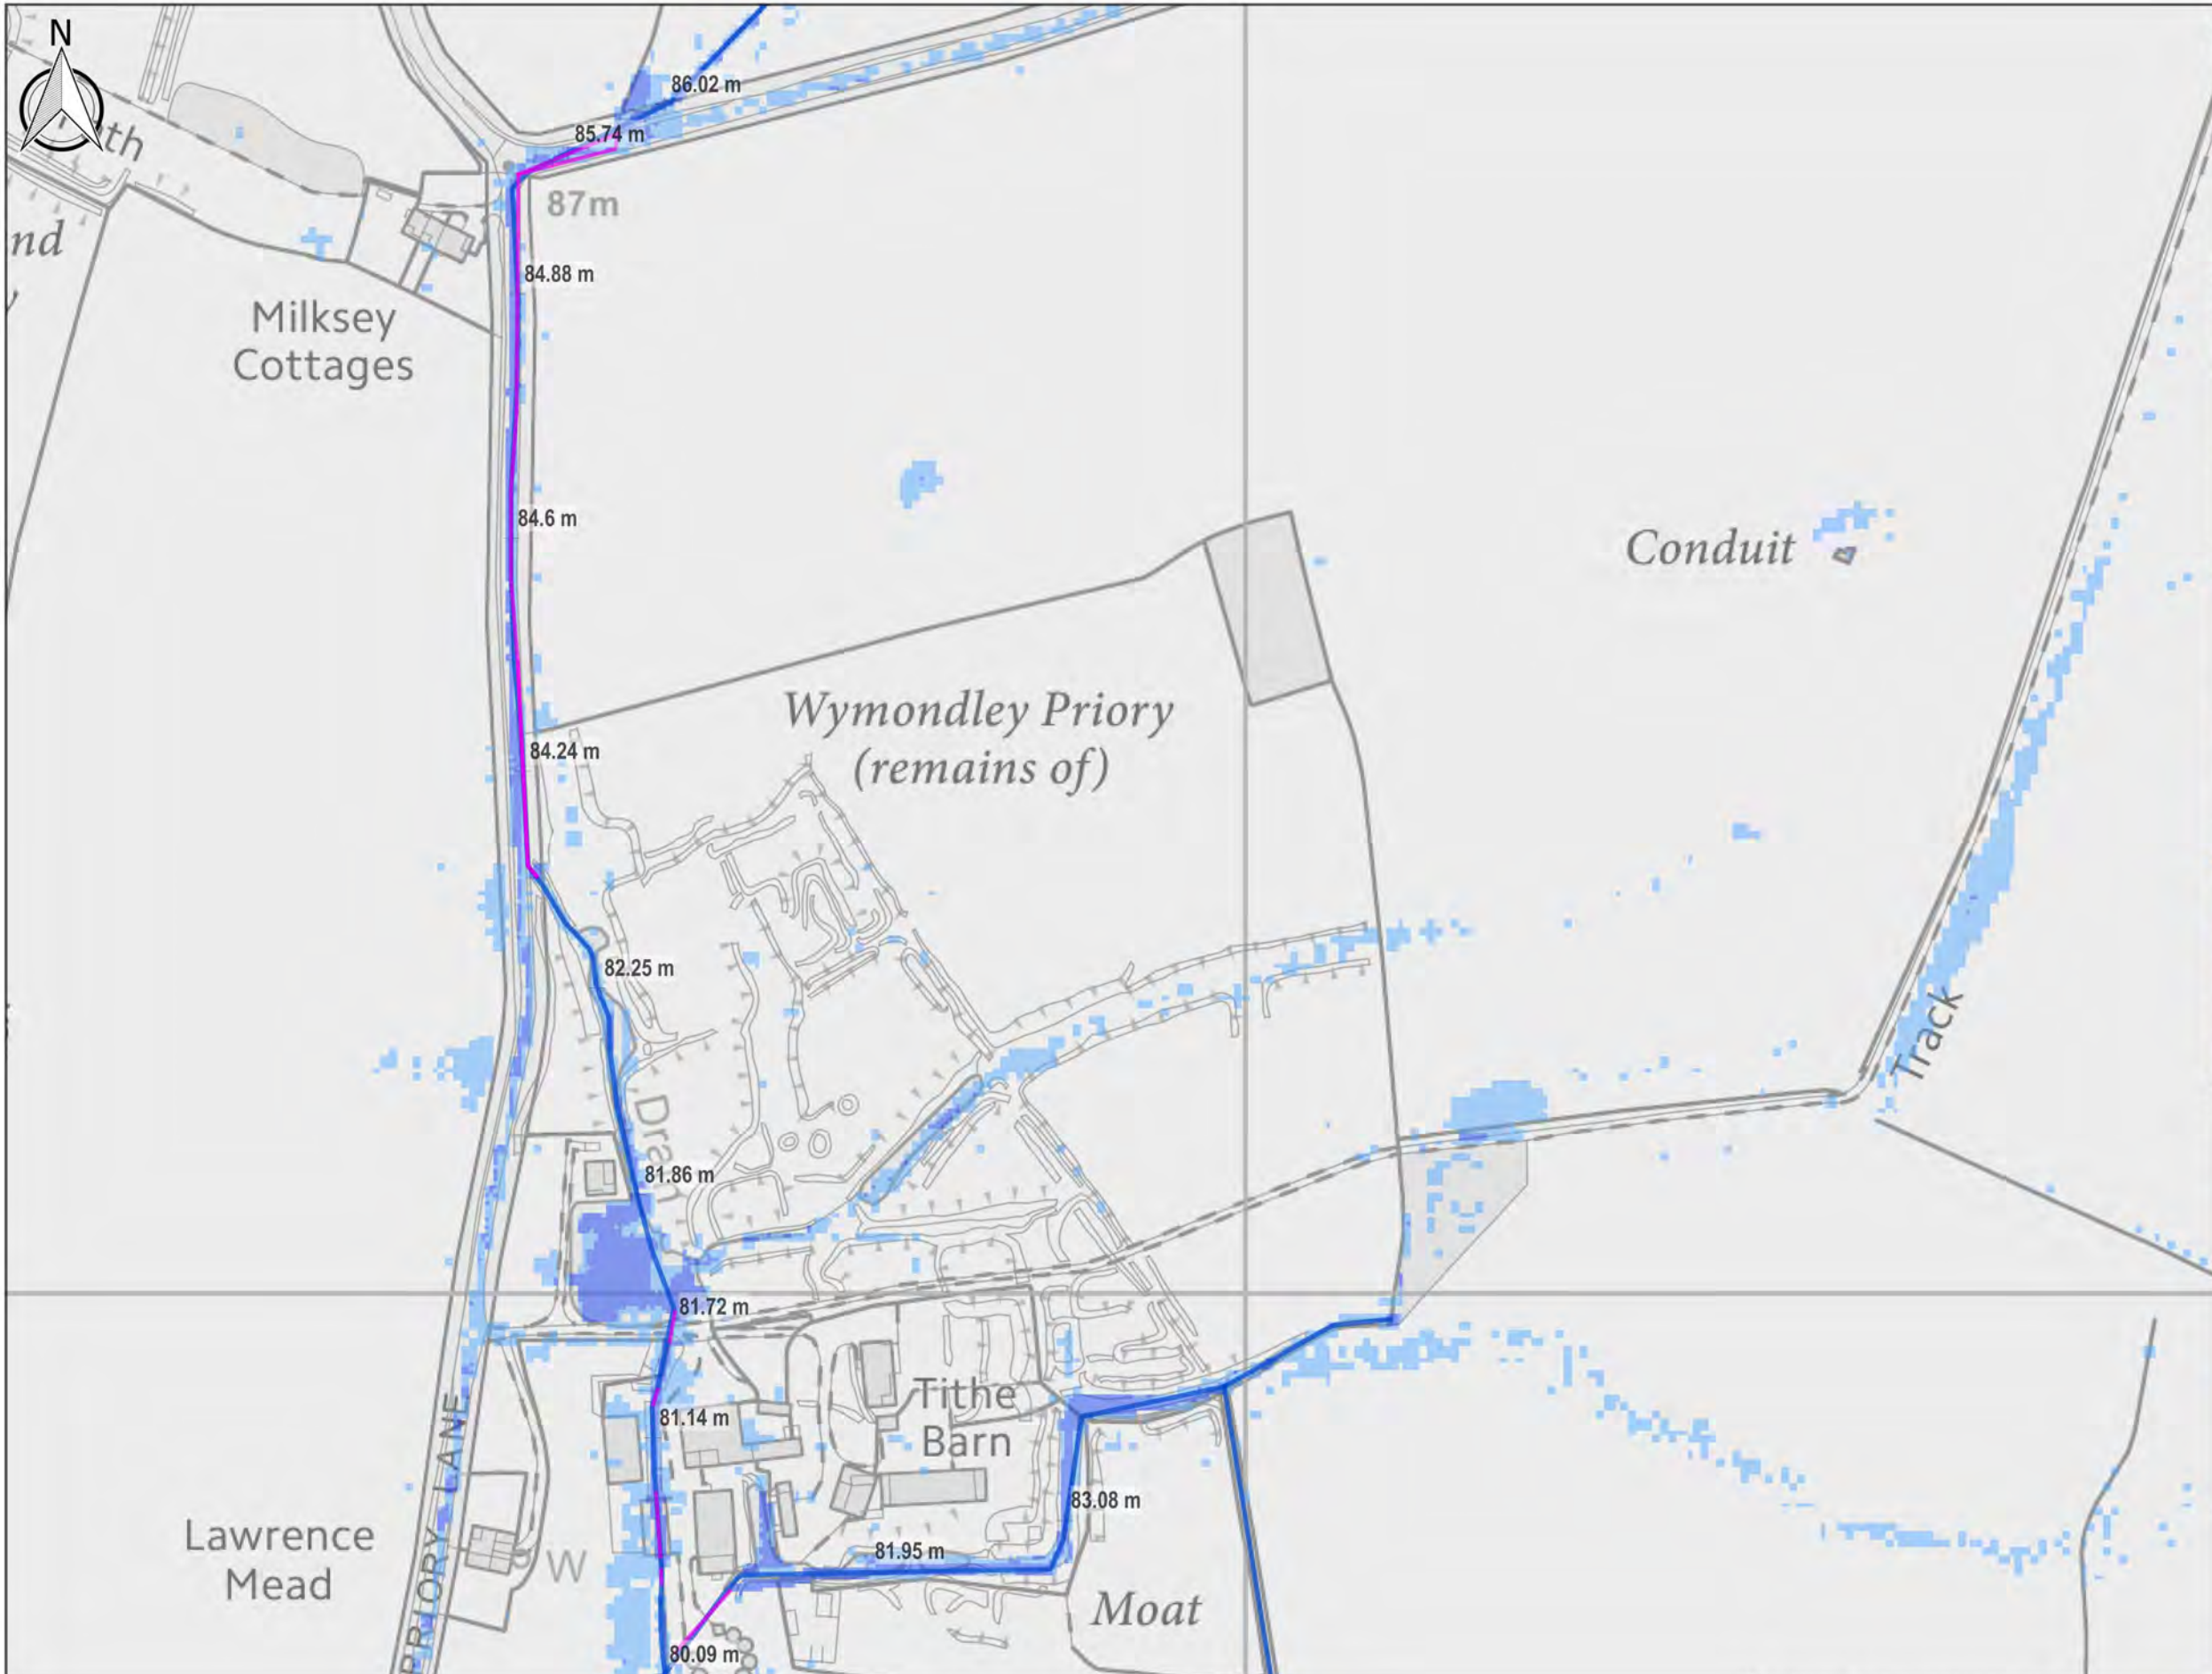 N
86.02 m
85.74 m
87m
84.88 m
Milksey
Cottages
84.6 m
Conduit
Wymondley Priory
(remains of)
84.24 m
82.25 m
Track
Drain
81.86 m
81.72 m
Tithe
Barn
81.14 m
83.08 m
81.95 m
Lawrence
Mead
PRIORY LANE
W
Moat
80.09 m